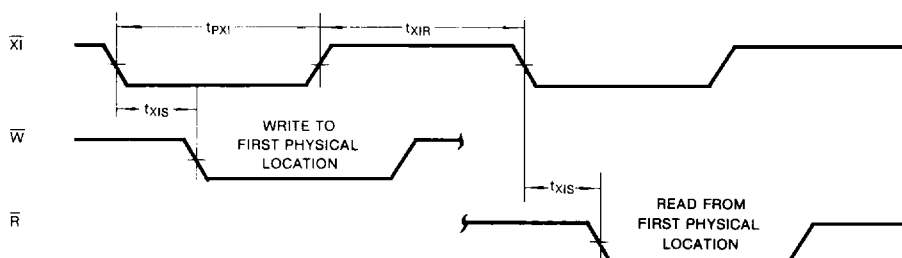 tPXI
tXIR
XI
tXIS
W
WRITE TO
FIRST PHYSICAL
LOCATION
tXIS
R
READ FROM
FIRST PHYSICAL
LOCATION